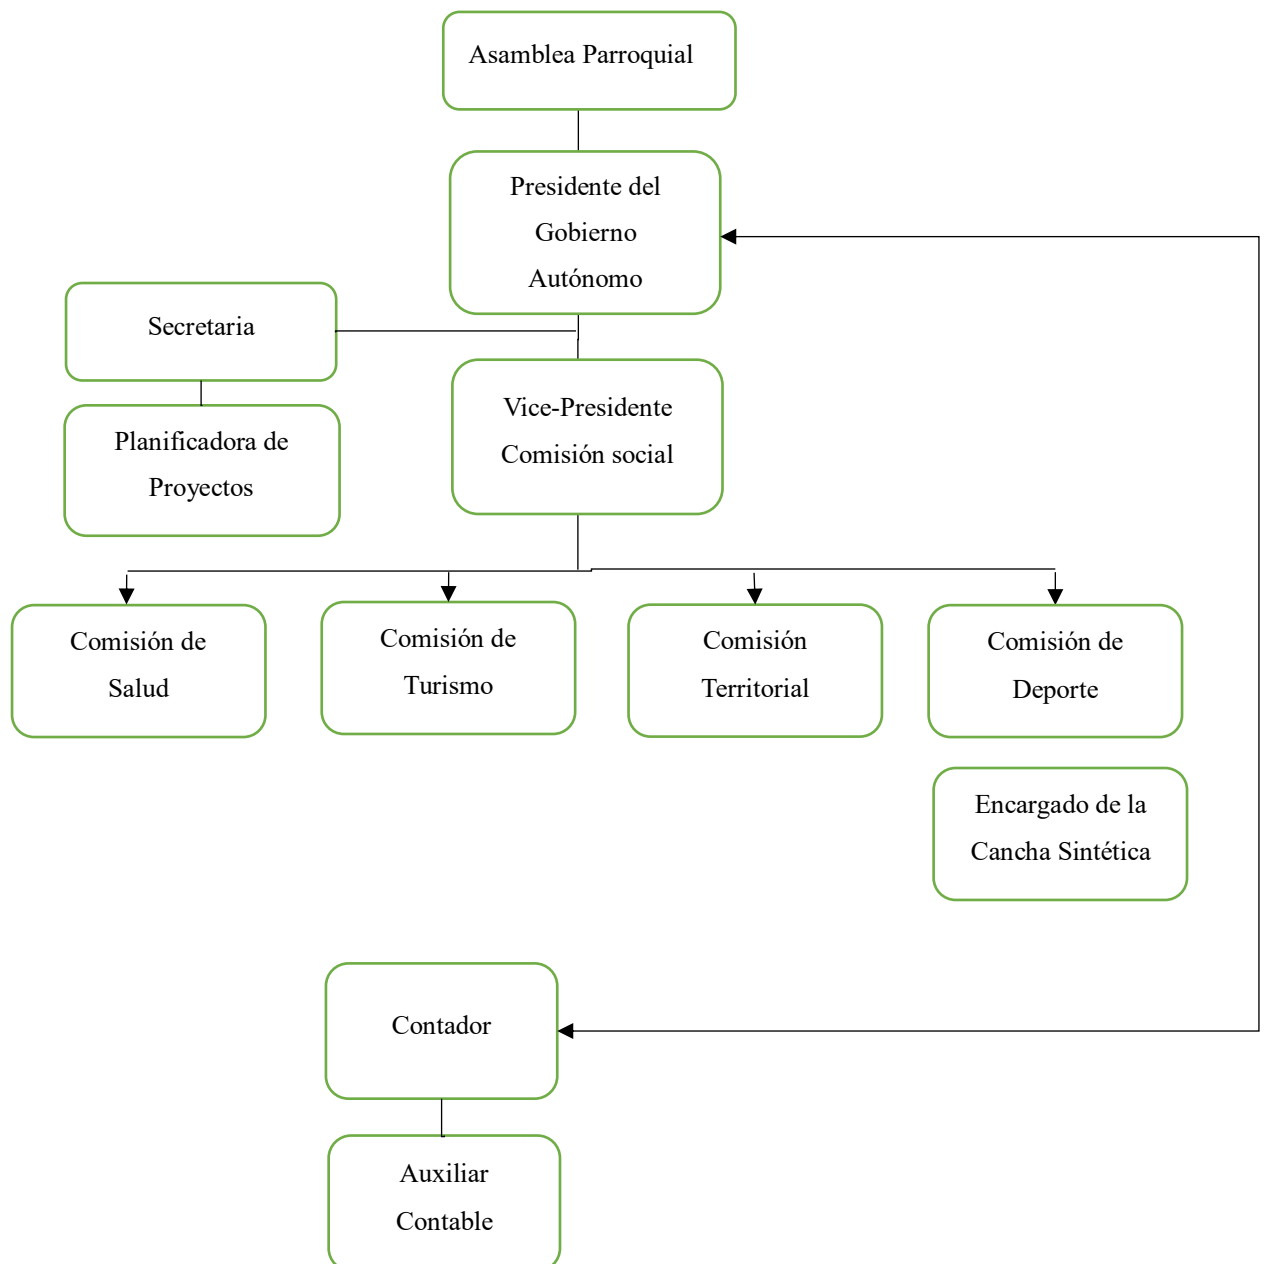 Asamblea Parroquial
Presidente del
Gobierno
Autónomo
Secretaria
Vice-Presidente
Comisión social
Planificadora de
Proyectos
Comisión de
Salud
Comisión de
Turismo
Comisión
Territorial
Comisión de
Deporte
Encargado de la
Cancha Sintética
Contador
Auxiliar
Contable